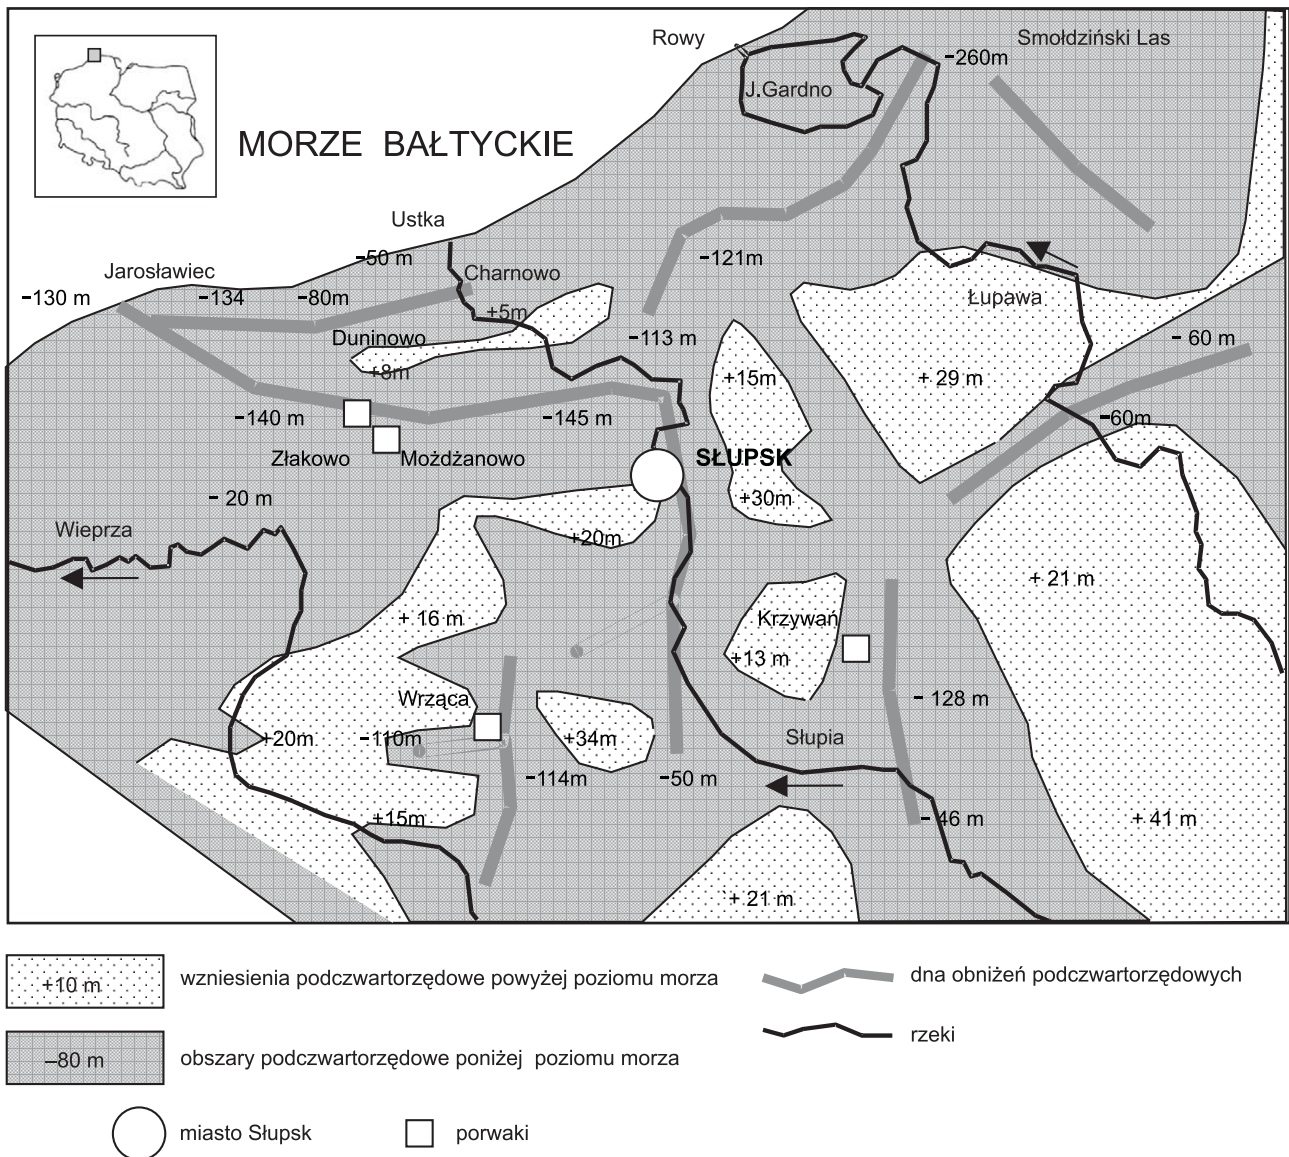 Rowy
Smołdziński Las
−260m
J.Gardno
MORZE BAŁTYCKIE
Ustka
−50 m
−121m
Jarosławiec
Charnowo
−130 m
−134
−80m
Łupawa
+5m
Duninowo
−113 m
− 60 m
+8m
+15m
+ 29 m
−140 m
−145 m
−60m
Złakowo
Możdżanowo
SŁUPSK
− 20 m
+30m
Wieprza
+20m
+ 21 m
+ 16 m
Krzywań
+13 m
Wrząca
− 128 m
+20m
−110m
+34m
Słupia
−114m
−50 m
+15m
− 46 m
+ 41 m
+ 21 m
+10 m
wzniesienia podczwartorzędowe powyżej poziomu morza
dna obniżeń podczwartorzędowych
rzeki
–80 m
obszary podczwartorzędowe poniżej poziomu morza
miasto Słupsk
porwaki